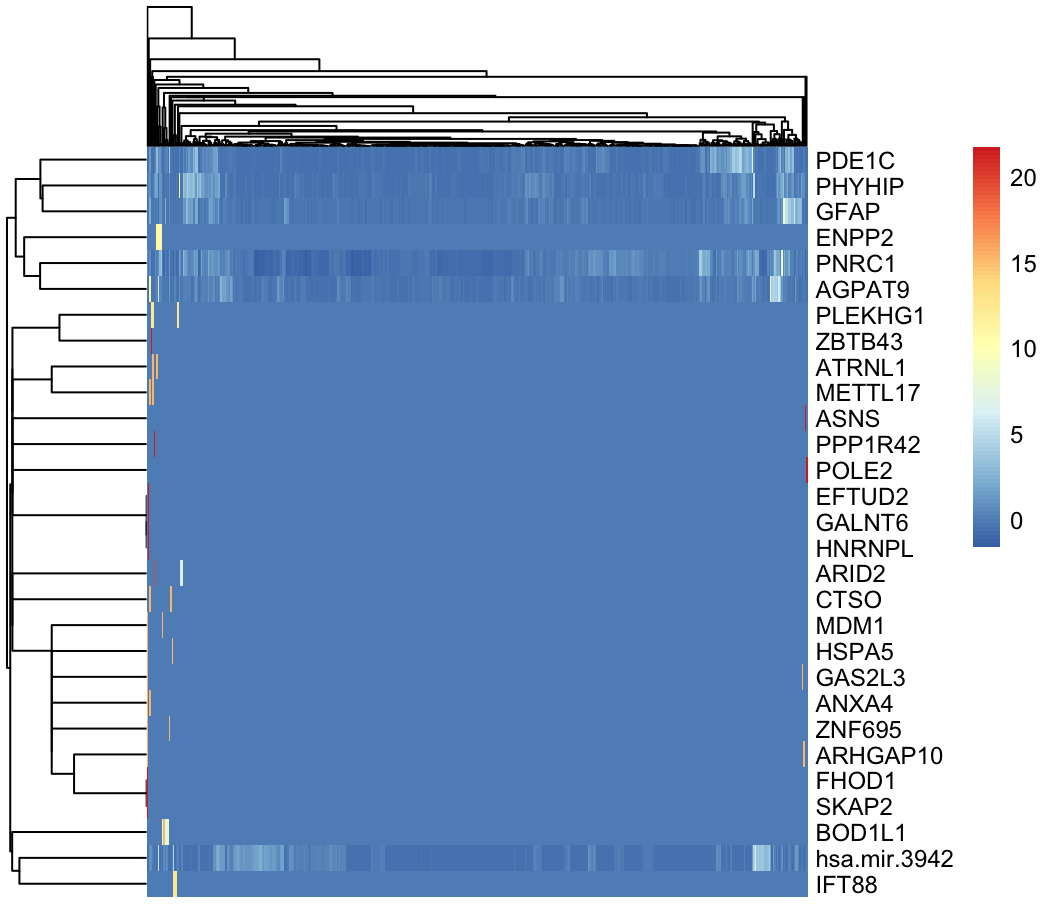 PDE1C
PHYHIP
GFAP
ENPP2
PNRC1
AGPAT9
PLEKHG1
ZBTB43
ATRNL1
METTL17
ASNS
PPP1R42
POLE2
EFTUD2
GALNT6
HNRNPL
ARID2
CTSO
MDM1
HSPA5
GAS2L3
ANXA4
ZNF695
ARHGAP10
FHOD1
SKAP2
BOD1L1
hsa.mir.3942
IFT88
20
15
10
5
0